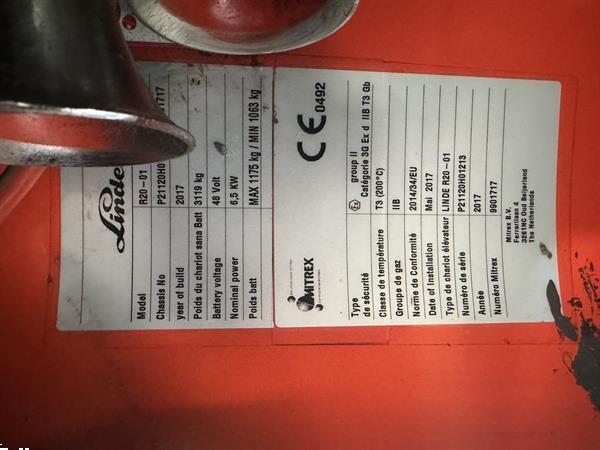 Linde
Model R20-01
Chassis No P21120H0 1717
year of build 2017
Poids du chariot sans Batt 3119 kg
Battery voltage 48 Volt
Nominal power 6,5 KW
Poids batt MAX 1175 kg / MIN 1063 kg
MITREX
CE 0492
Type group II
de sécurité Ex Catégorie 3G Ex d IIB T3 Gb
Classe de température T3 (200°C)
Groupe de gaz IIB
Norme de Conformité 2014/34/EU
Date of Installation Mai 2017
Type de chariot élévateur LINDE R20-01
Numéro de série P21120H01213
Année 2017
Numéro Mitrex 9901717
Mitrex B.V.
Ferrarilaan 4
3261NC Oud Beijerland
The Netherlands